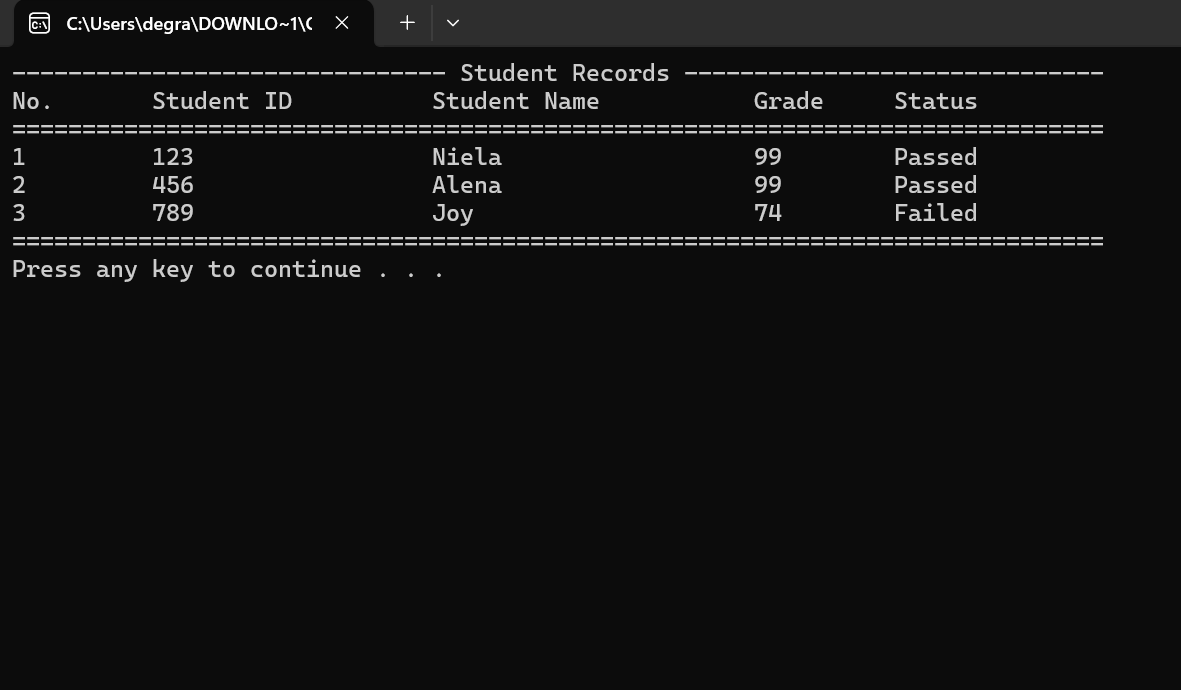 C:\Users\degra\DOWNLO~1\
------------------------------- Student Records ------------------------------
No.       Student ID          Student Name           Grade     Status
==============================================================================
1         123                 Niela                  99        Passed
2         456                 Alena                  99        Passed
3         789                 Joy                    74        Failed
==============================================================================
Press any key to continue . . .